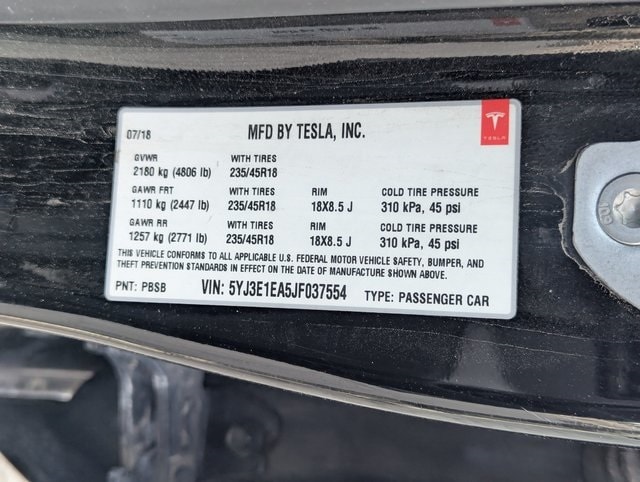 07/18 MFD BY TESLA, INC.
TESLA
GVWR WITH TIRES
2180 kg (4806 lb) 235/45R18
GAWR FRT WITH TIRES RIM COLD TIRE PRESSURE
1110 kg (2447 lb) 235/45R18 18X8.5 J 310 kPa, 45 psi
GAWR RR WITH TIRES RIM COLD TIRE PRESSURE
1257 kg (2771 lb) 235/45R18 18X8.5 J 310 kPa, 45 psi
THIS VEHICLE CONFORMS TO ALL APPLICABLE U.S. FEDERAL MOTOR VEHICLE SAFETY, BUMPER, AND
THEFT PREVENTION STANDARDS IN EFFECT ON THE DATE OF MANUFACTURE SHOWN ABOVE.
PNT: PBSB VIN: 5YJ3E1EA5JF037554 TYPE: PASSENGER CAR